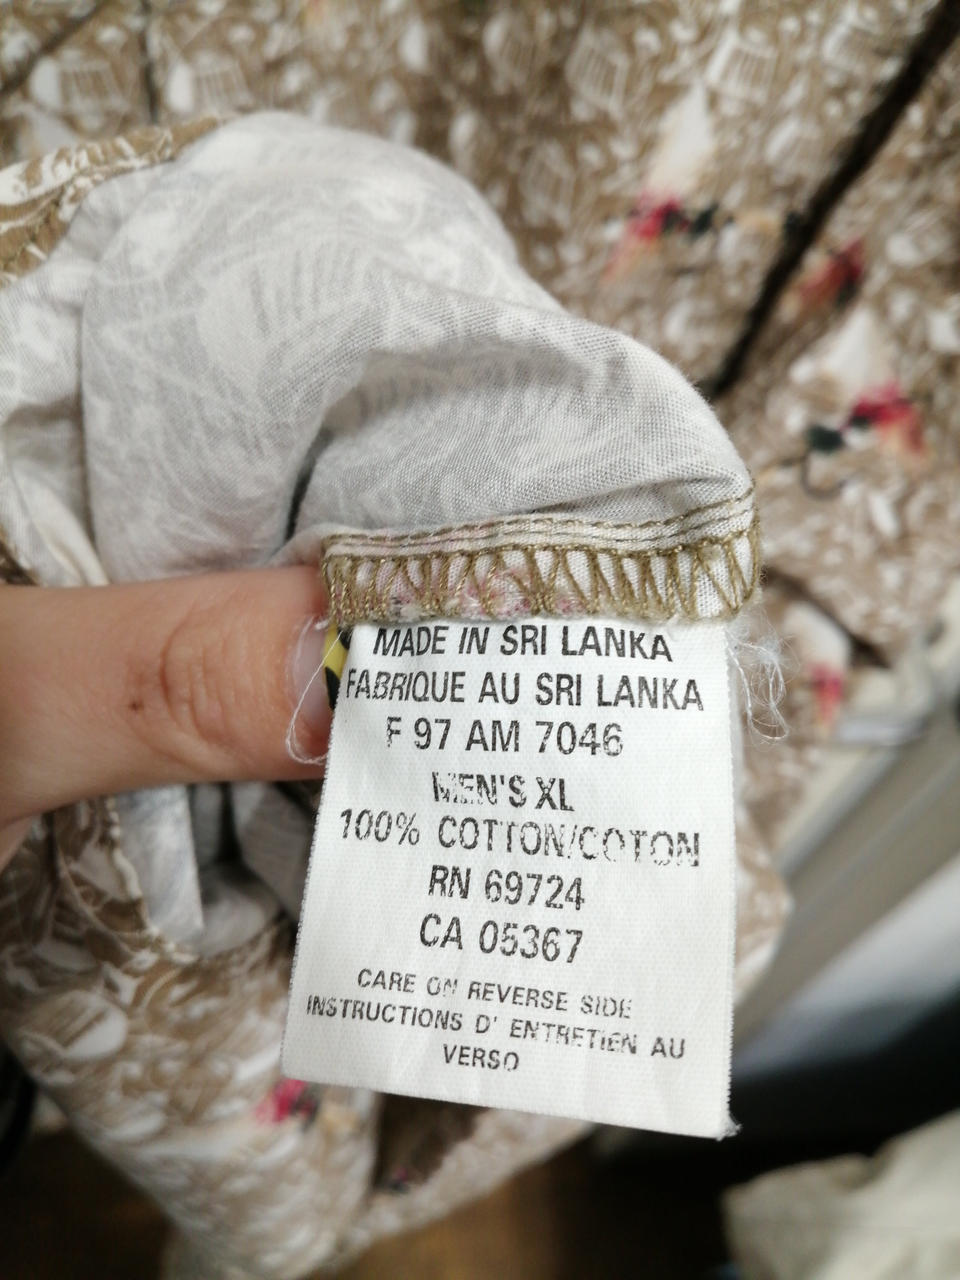 MADE IN SRI LANKA
FABRIQUE AU SRI LANKA
F 97 AM 7046
MEN'S XL
100% COTTON/COTON
RN 69724
CA 05367
CARE ON REVERSE SIDE
INSTRUCTIONS D' ENTRETIEN AU
VERSO